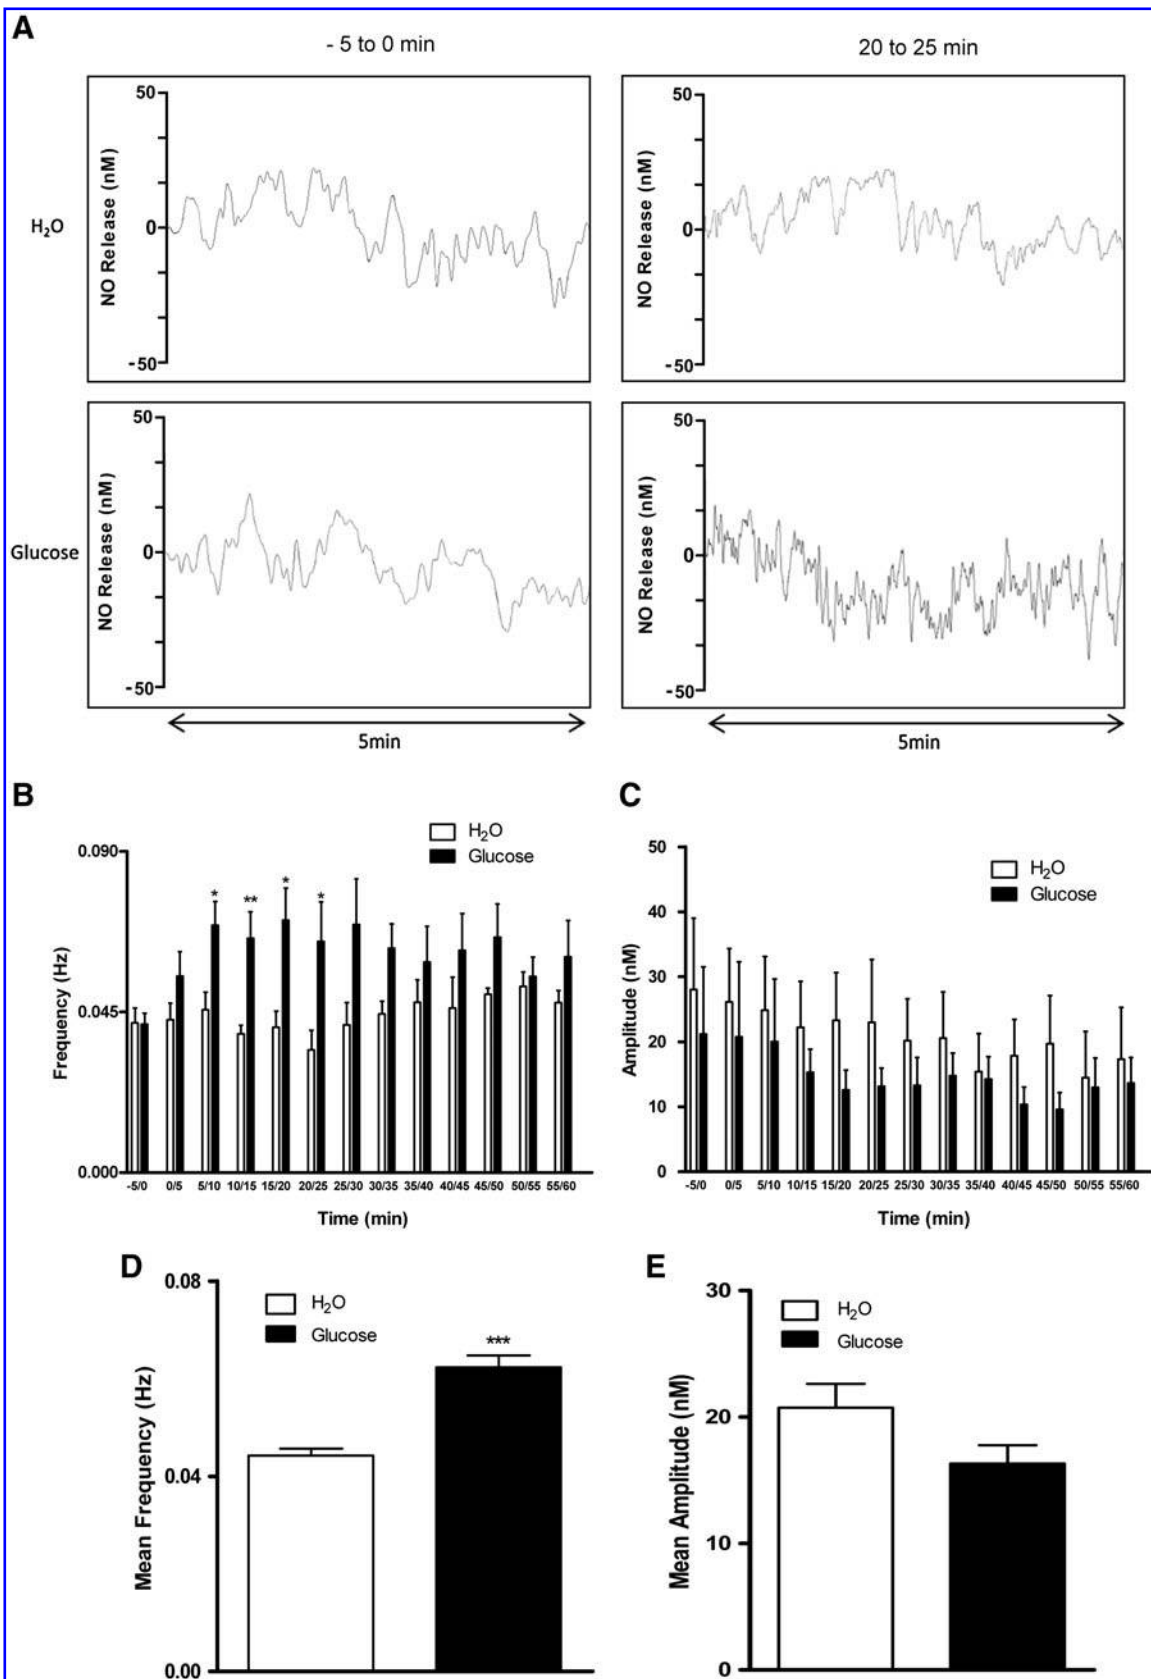 A
- 5 to 0 min
20 to 25 min
H₂O
NO Release (nM)
50
0
-50
NO Release (nM)
50
0
-50
Glucose
NO Release (nM)
50
0
-50
NO Release (nM)
50
0
-50
5min
5min
B
H₂O
Glucose
Frequency (Hz)
0.090
0.045
0.000
* ** * *
-5/0 0/5 5/10 10/15 15/20 20/25 25/30 30/35 35/40 40/45 45/50 50/55 55/60
Time (min)
C
H₂O
Glucose
Amplitude (nM)
50
40
30
20
10
0
-5/0 0/5 5/10 10/15 15/20 20/25 25/30 30/35 35/40 40/45 45/50 50/55 55/60
Time (min)
D
H₂O
Glucose
Mean Frequency (Hz)
0.08
0.04
0.00
***
E
H₂O
Glucose
Mean Amplitude (nM)
30
20
10
0